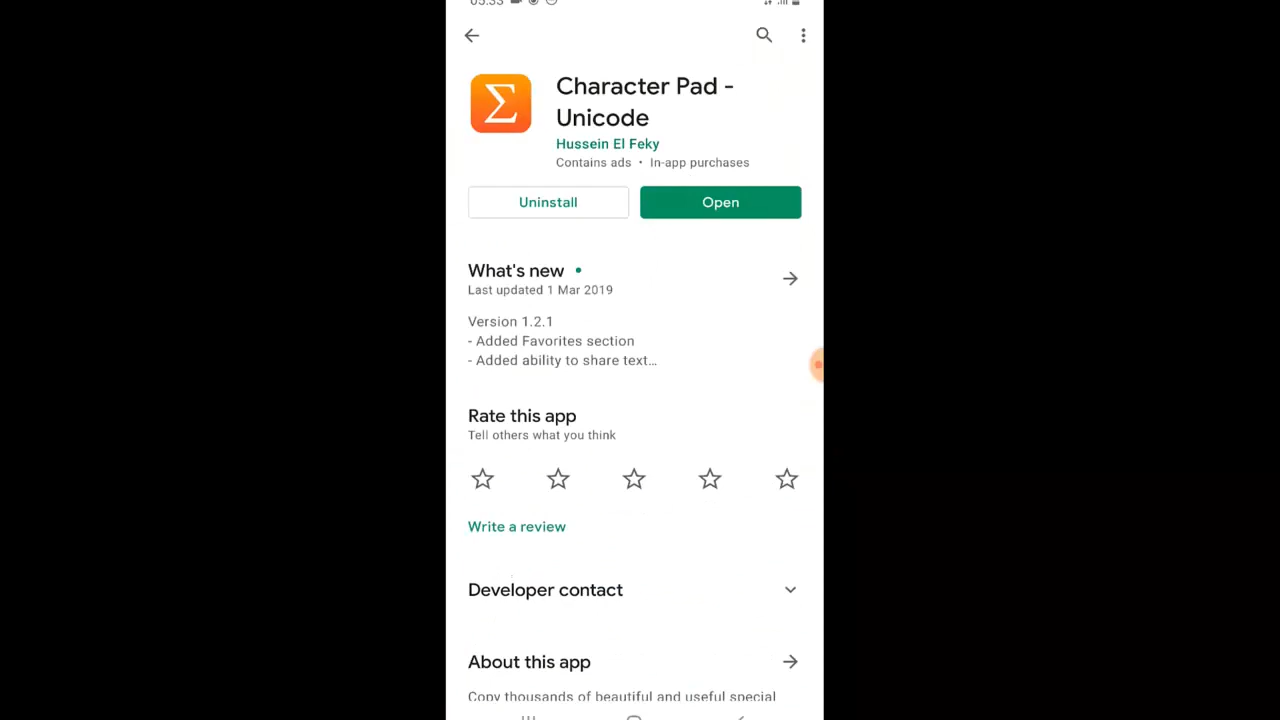 05:33
Character Pad -
Unicode
Hussein El Feky
Contains ads • In-app purchases
Uninstall
Open
What's new •
Last updated 1 Mar 2019
Version 1.2.1
- Added Favorites section
- Added ability to share text...
Rate this app
Tell others what you think
Write a review
Developer contact
About this app
Copy thousands of beautiful and useful special